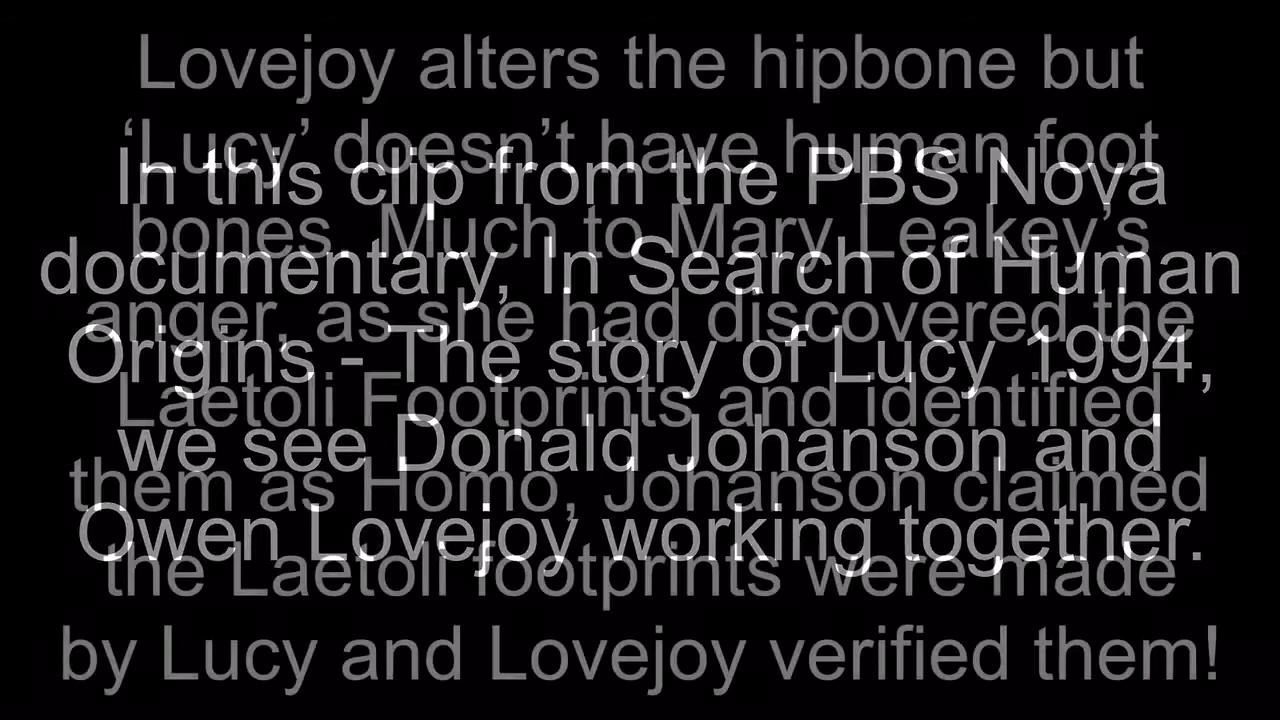 Lovejoy alters the hipbone but
‘Lucy’ doesn’t have human foot
bones. Much to Mary Leakey’s
anger, as she had discovered the
Laetoli Footprints and identified
them as Homo, Johanson claimed
the Laetoli footprints were made
by Lucy and Lovejoy verified them!
In this clip from the PBS Nova
documentary, In Search of Human
Origins - The story of Lucy 1994,
we see Donald Johanson and
Owen Lovejoy working together.